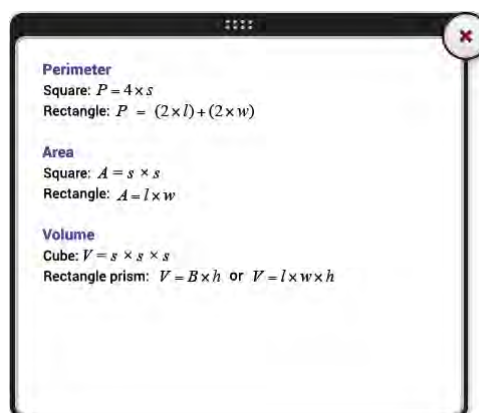 Perimeter
Square: P = 4 × s
Rectangle: P = (2 × l) + (2 × w)
Area
Square: A = s × s
Rectangle: A = l × w
Volume
Cube: V = s × s × s
Rectangle prism: V = B × h or V = l × w × h